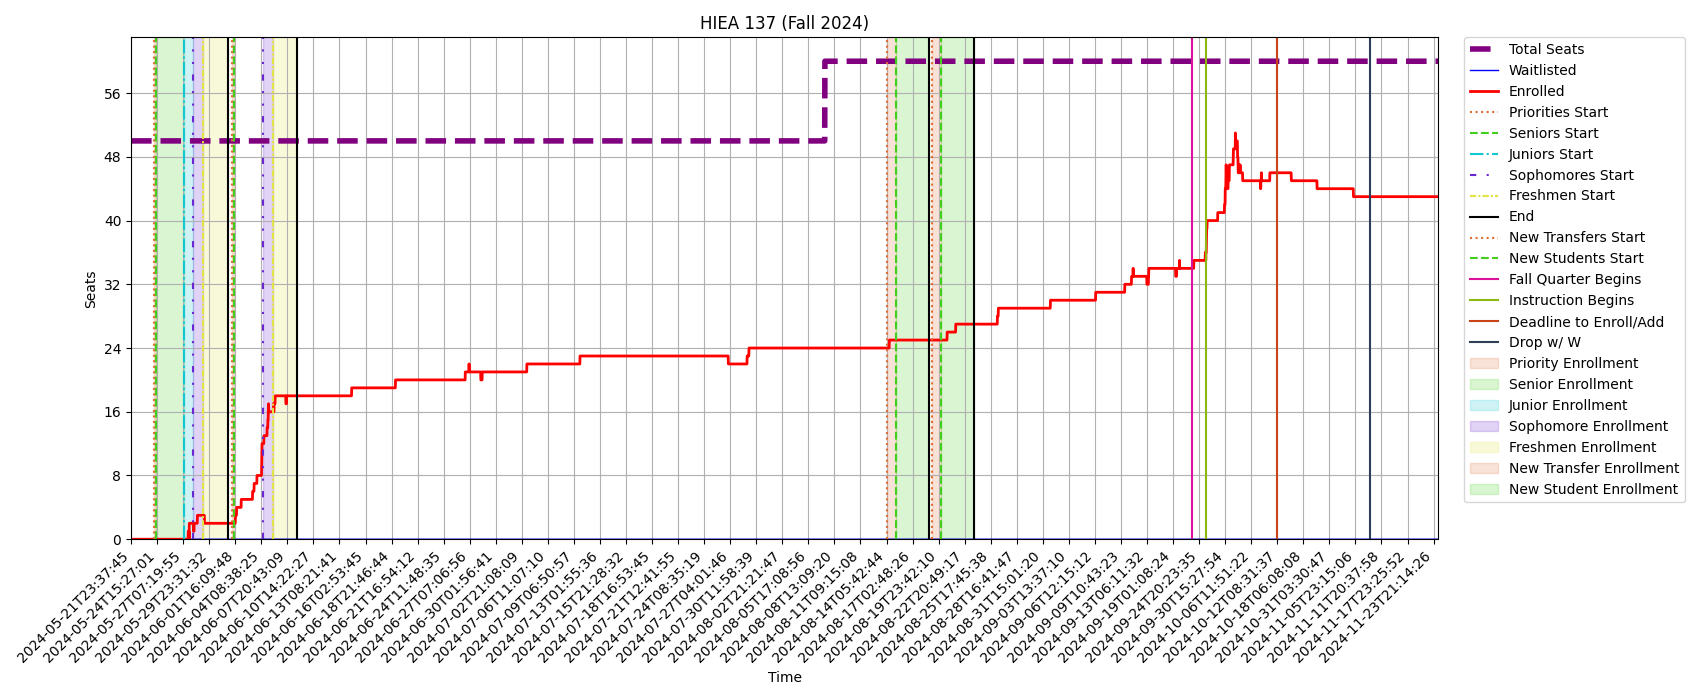 HIEA 137 (Fall 2024)
Seats
56
48
40
32
24
16
8
0
2024-05-21T23:37:45
2024-05-24T15:27:01
2024-05-27T07:19:55
2024-05-29T23:31:32
2024-06-01T16:09:48
2024-06-04T08:38:23
2024-06-07T20:43:09
2024-06-10T14:22:27
2024-06-13T08:21:41
2024-06-16T02:53:45
2024-06-18T21:46:44
2024-06-21T16:54:12
2024-06-24T11:48:35
2024-06-27T07:06:56
2024-06-30T01:56:41
2024-07-02T21:08:09
2024-07-06T11:07:10
2024-07-09T06:50:57
2024-07-13T01:55:36
2024-07-15T21:28:32
2024-07-18T16:53:45
2024-07-21T12:41:55
2024-07-24T08:35:19
2024-07-27T04:01:46
2024-07-30T11:58:39
2024-08-02T21:21:47
2024-08-05T17:08:56
2024-08-08T13:09:20
2024-08-11T09:15:08
2024-08-14T05:42:44
2024-08-17T02:48:26
2024-08-19T23:42:10
2024-08-22T20:49:17
2024-08-25T17:45:38
2024-08-28T16:41:47
2024-08-31T15:01:20
2024-09-03T13:37:10
2024-09-06T12:15:12
2024-09-09T10:43:23
2024-09-13T06:11:32
2024-09-19T01:08:24
2024-09-24T20:23:35
2024-09-30T15:27:54
2024-10-06T11:51:22
2024-10-12T08:31:37
2024-10-18T06:08:08
2024-10-31T03:30:47
2024-11-05T23:15:06
2024-11-11T20:37:58
2024-11-17T23:25:52
2024-11-23T21:14:26
Time
Total Seats
Waitlisted
Enrolled
Priorities Start
Seniors Start
Juniors Start
Sophomores Start
Freshmen Start
End
New Transfers Start
New Students Start
Fall Quarter Begins
Instruction Begins
Deadline to Enroll/Add
Drop w/ W
Priority Enrollment
Senior Enrollment
Junior Enrollment
Sophomore Enrollment
Freshmen Enrollment
New Transfer Enrollment
New Student Enrollment